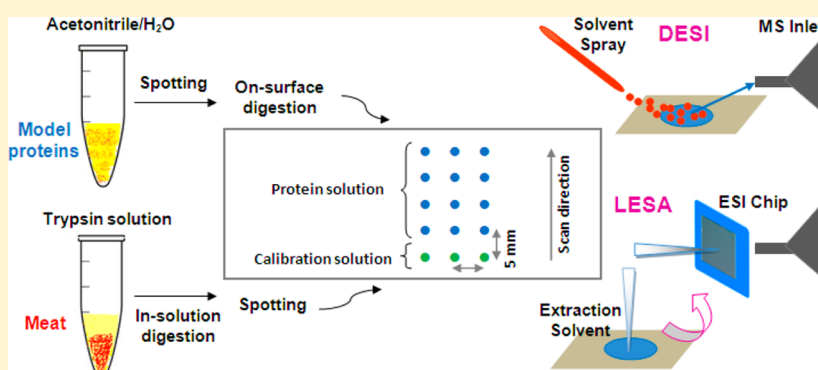 Acetonitrile/H₂O
Spotting
Model
proteins
On-surface
digestion
Trypsin solution
Meat
In-solution
digestion
Spotting
Protein solution
Calibration solution
5 mm
Scan direction
Solvent
Spray
DESI
MS Inle
LESA
ESI Chip
Extraction
Solvent